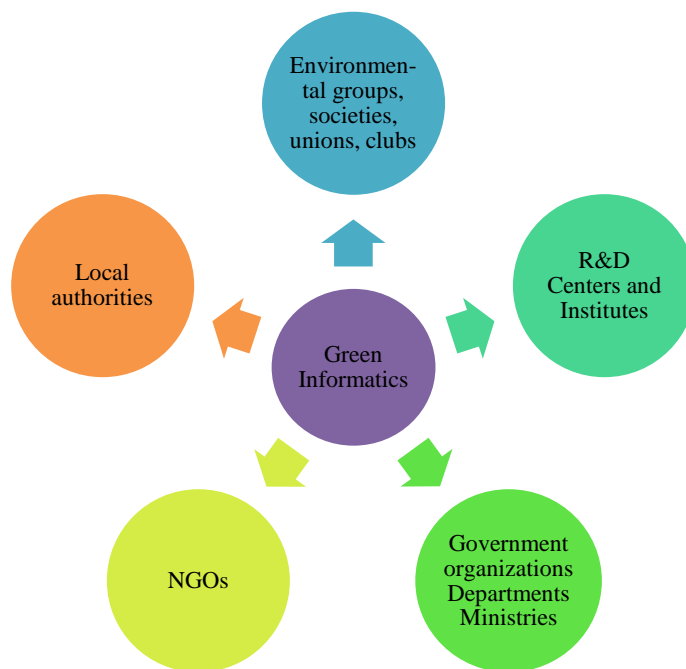 Environmen-
tal groups,
societies,
unions, clubs
Local
authorities
R&D
Centers and
Institutes
Green
Informatics
NGOs
Government
organizations
Departments
Ministries